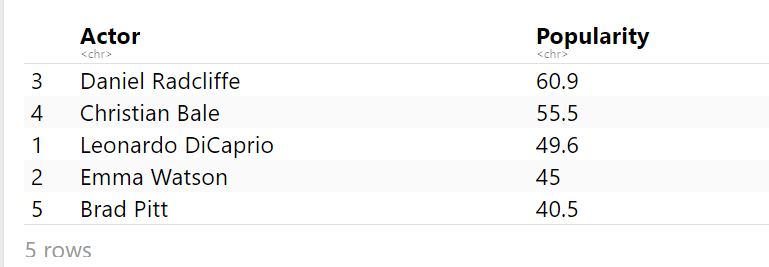 Actor Popularity
<chr> <chr>
3 Daniel Radcliffe 60.9
4 Christian Bale 55.5
1 Leonardo DiCaprio 49.6
2 Emma Watson 45
5 Brad Pitt 40.5
5 rows